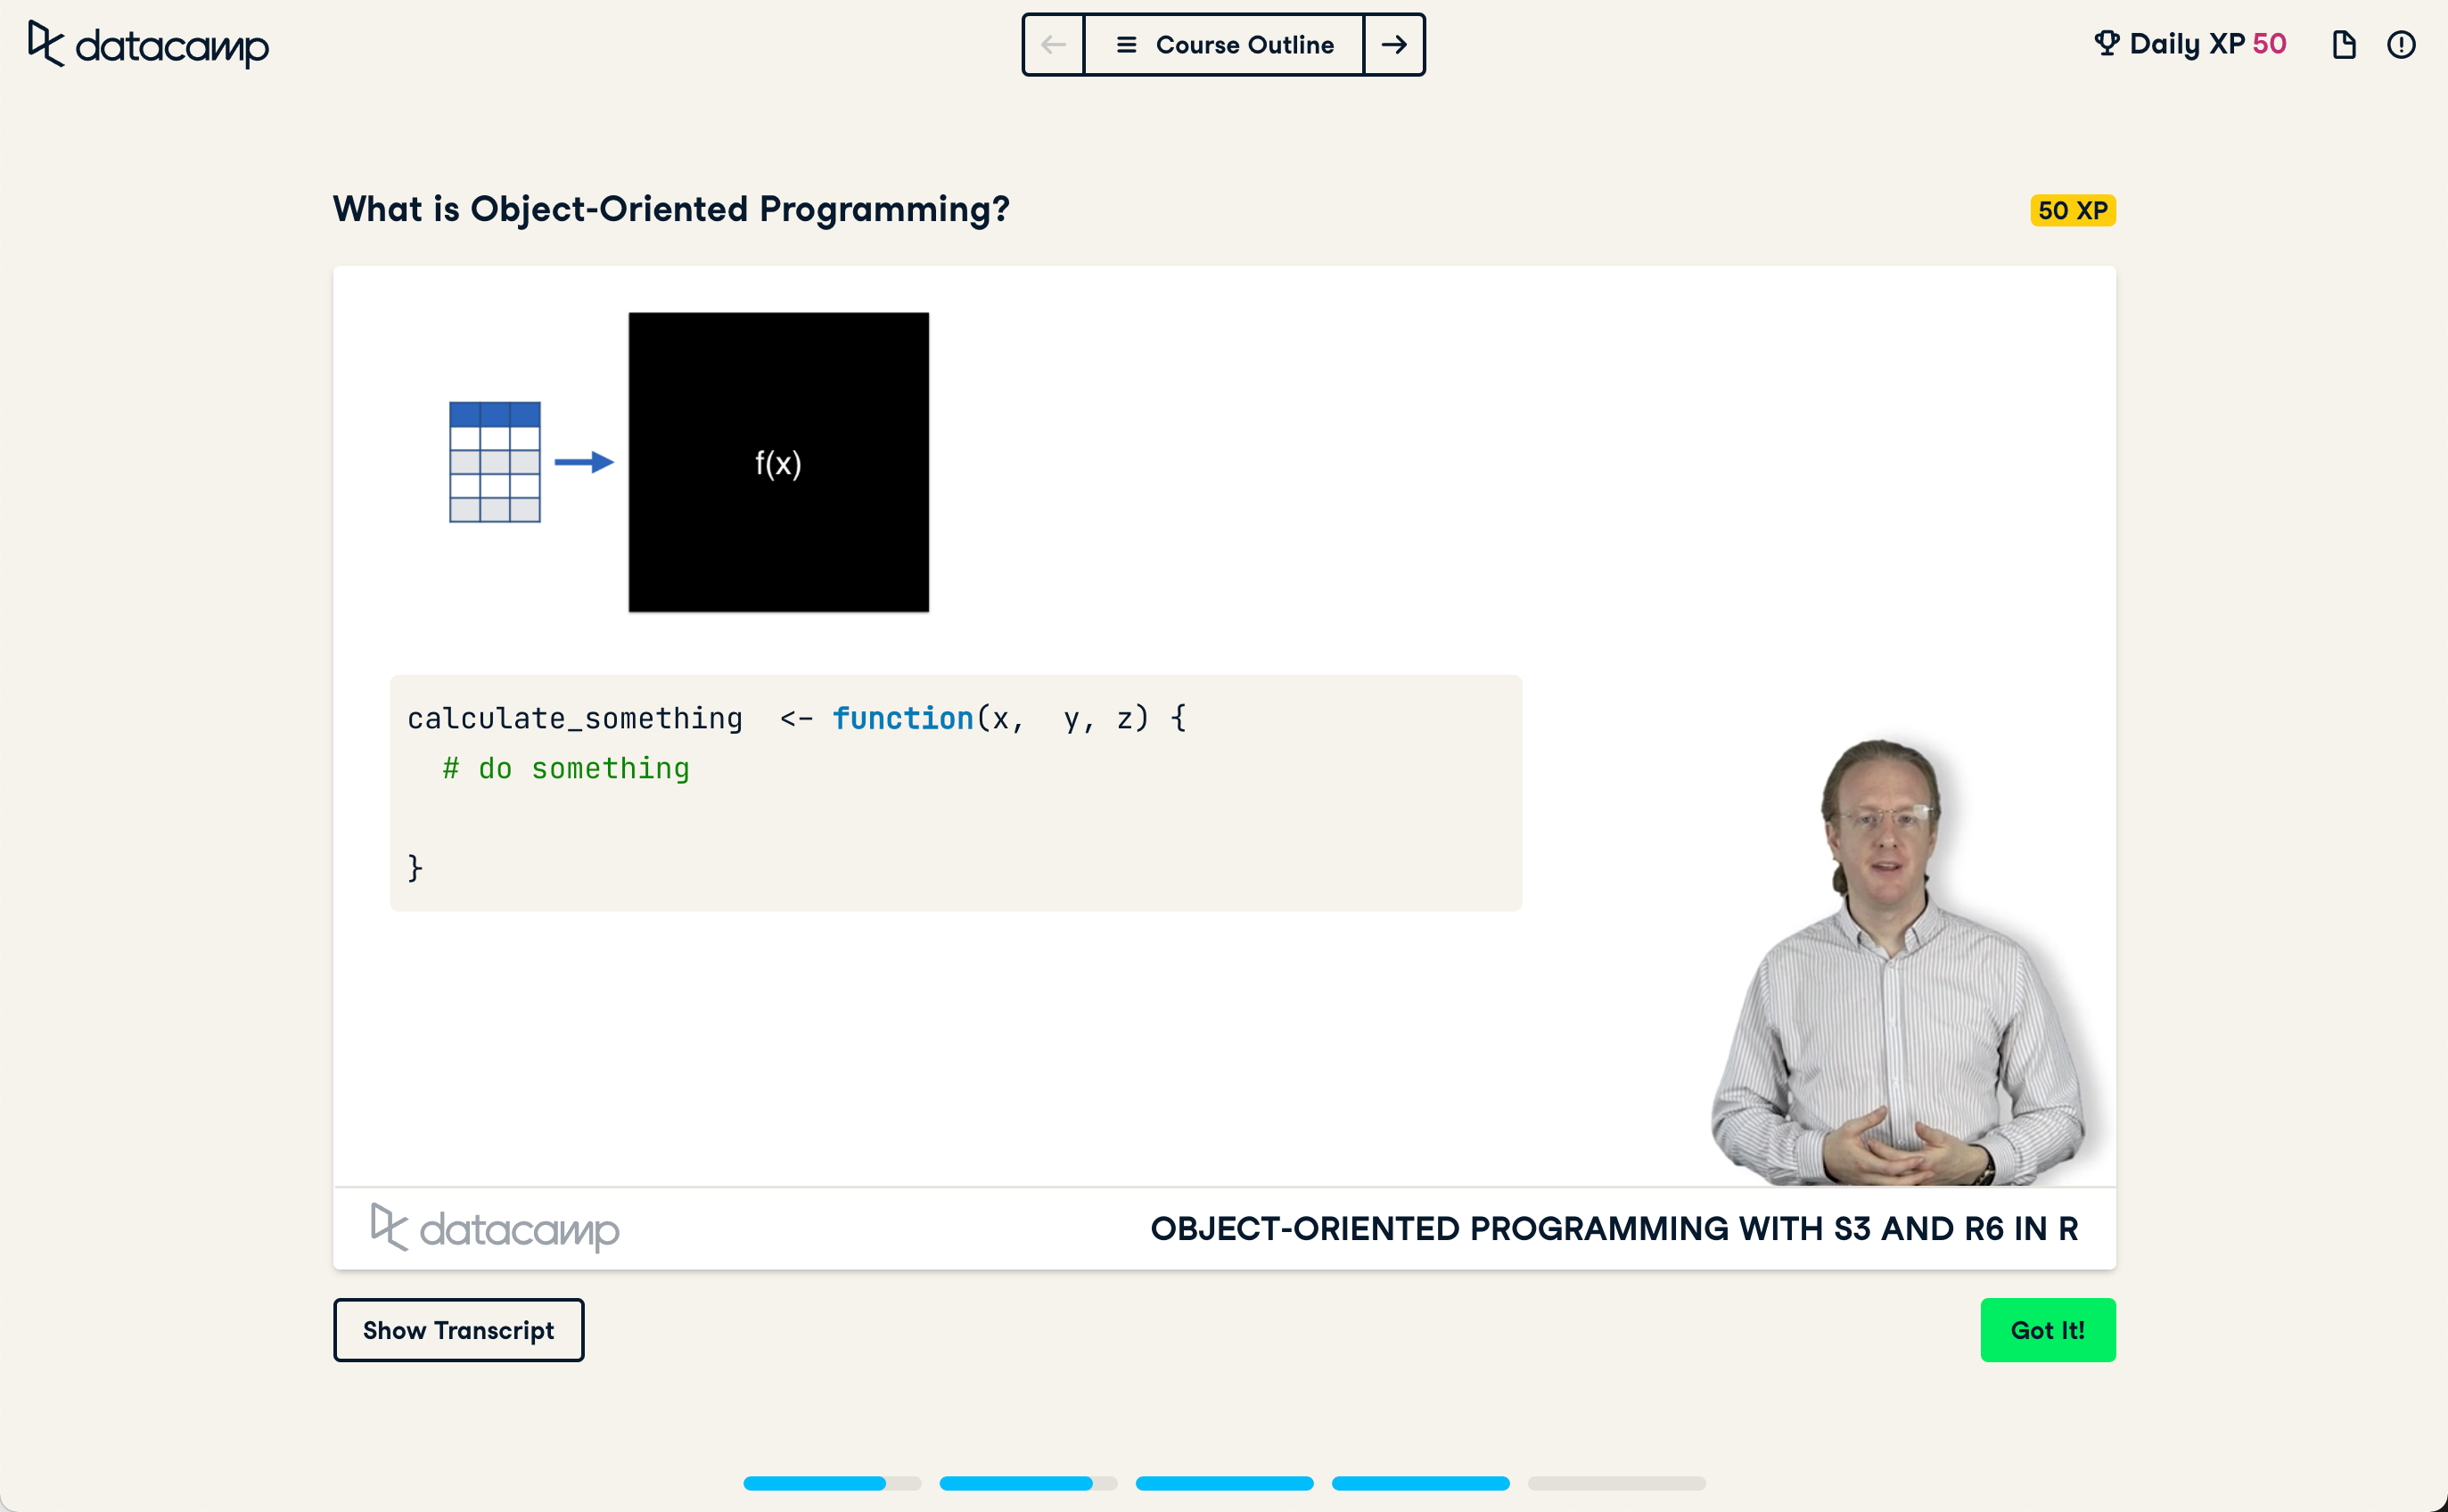 datacamp
Course Outline
Daily XP 50
What is Object-Oriented Programming?
50 XP
f(x)
calculate_something  <- function(x,  y, z) {
  # do something
}
datacamp
OBJECT-ORIENTED PROGRAMMING WITH S3 AND R6 IN R
Show Transcript
Got It!